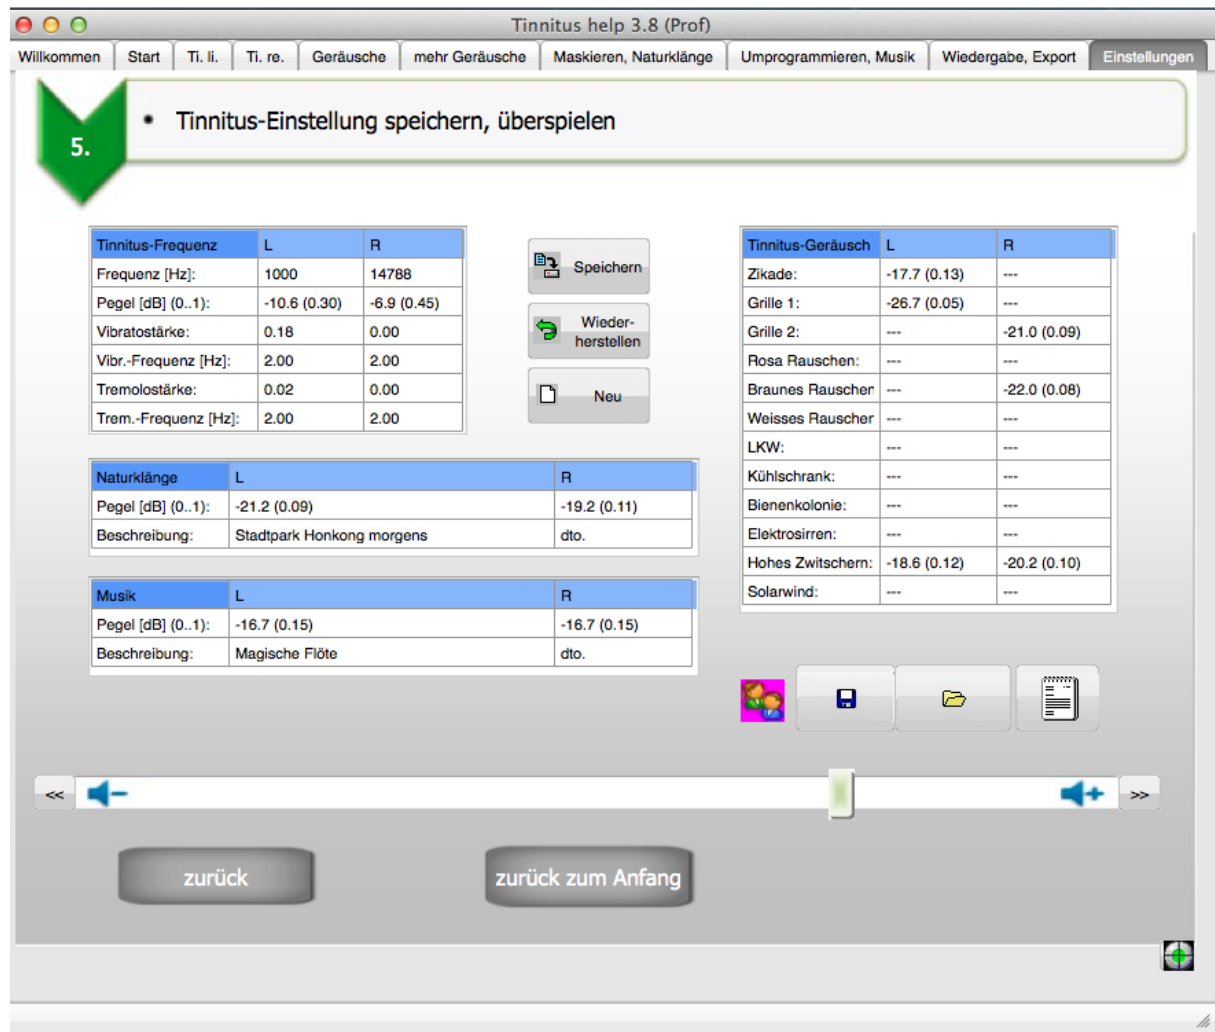 Tinnitus help 3.8 (Prof)
Willkommen Start Ti. li. Ti. re. Geräusche mehr Geräusche Maskieren, Naturklänge Umprogrammieren, Musik Wiedergabe, Export Einstellungen
5.
• Tinnitus-Einstellung speichern, überspielen
Tinnitus-Frequenz L R
Frequenz [Hz]: 1000 14788
Pegel [dB] (0..1): -10.6 (0.30) -6.9 (0.45)
Vibratostärke: 0.18 0.00
Vibr.-Frequenz [Hz]: 2.00 2.00
Tremolostärke: 0.02 0.00
Trem.-Frequenz [Hz]: 2.00 2.00
Speichern
Wieder-
herstellen
Neu
Tinnitus-Geräusch L R
Zikade: -17.7 (0.13) ---
Grille 1: -26.7 (0.05) ---
Grille 2: --- -21.0 (0.09)
Rosa Rauschen: --- ---
Braunes Rauschen --- -22.0 (0.08)
Weisses Rauschen --- ---
LKW: --- ---
Kühlschrank: --- ---
Bienenkolonie: --- ---
Elektrosirren: --- ---
Hohes Zwitschern: -18.6 (0.12) -20.2 (0.10)
Solarwind: --- ---
Naturklänge L R
Pegel [dB] (0..1): -21.2 (0.09) -19.2 (0.11)
Beschreibung: Stadtpark Honkong morgens dto.
Musik L R
Pegel [dB] (0..1): -16.7 (0.15) -16.7 (0.15)
Beschreibung: Magische Flöte dto.
<< >>
zurück
zurück zum Anfang